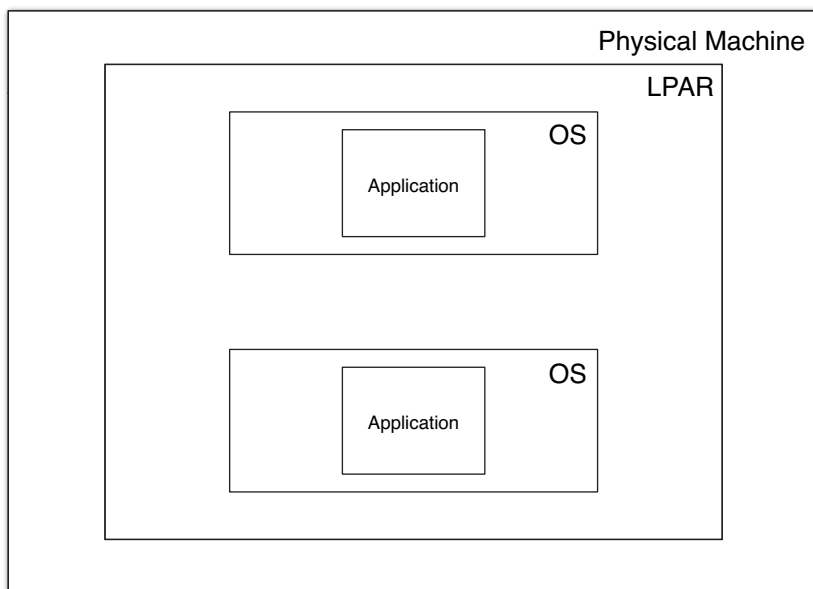 Physical Machine
LPAR
OS
Application
OS
Application